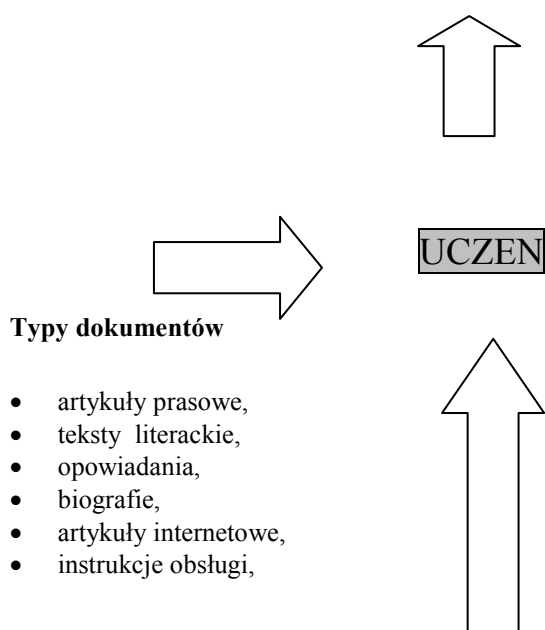 UCZEN
Typy dokumentów
• artykuły prasowe,
• teksty literackie,
• opowiadania,
• biografie,
• artykuły internetowe,
• instrukcje obsługi,